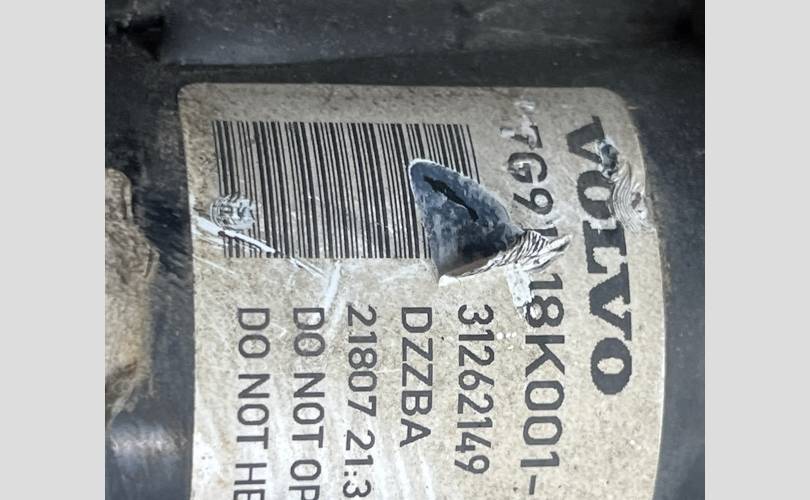 VOLVO
18K001-
31262149
DZZBA
21807 21:3
DO NOT OP
DO NOT HE